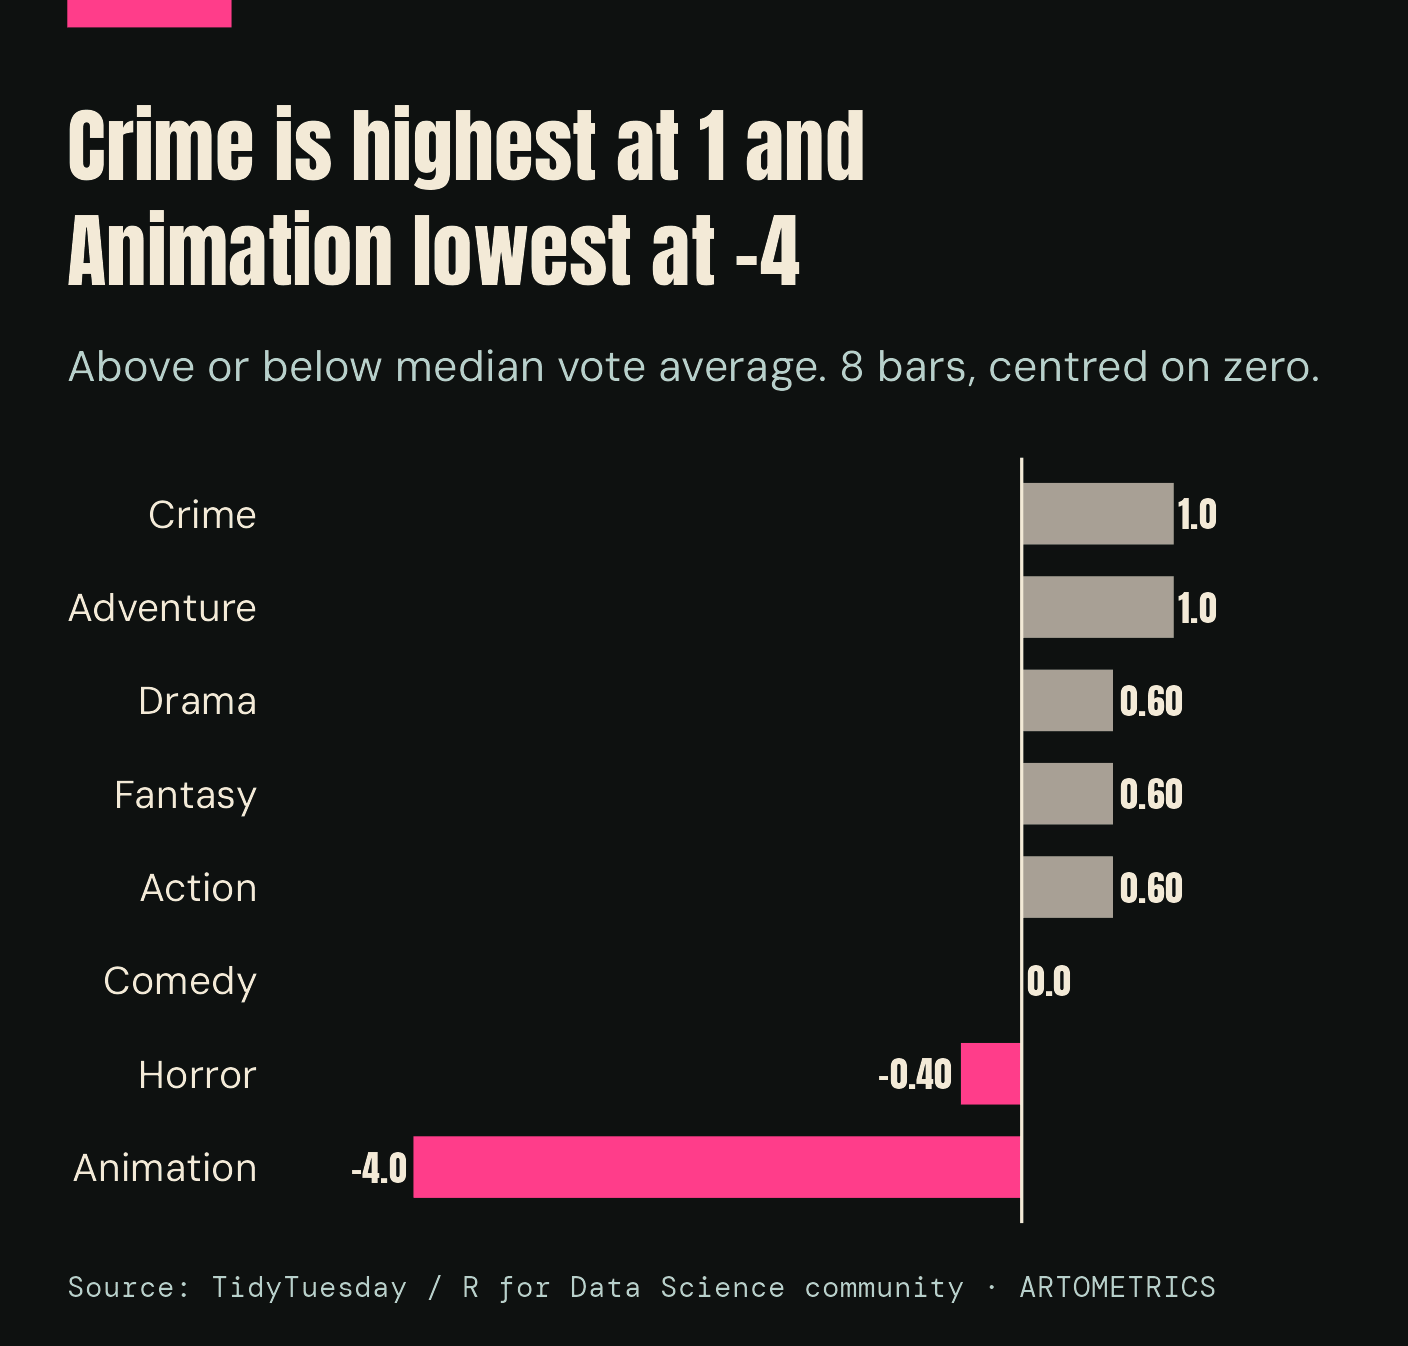 Crime is highest at 1 and
Animation lowest at -4
Above or below median vote average. 8 bars, centred on zero.
Crime 1.0
Adventure 1.0
Drama 0.60
Fantasy 0.60
Action 0.60
Comedy 0.0
Horror -0.40
Animation -4.0
Source: TidyTuesday / R for Data Science community · ARTOMETRICS